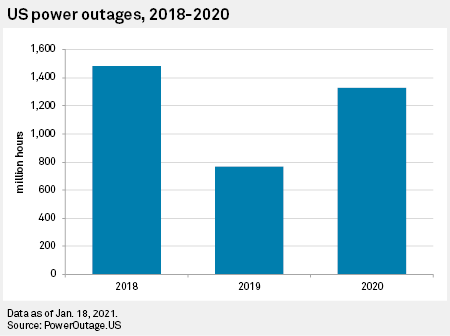 US power outages, 2018-2020
1,600
1,400
1,200
1,000
800
600
400
200
0
million hours
2018 2019 2020
Data as of Jan. 18, 2021.
Source: PowerOutage.US